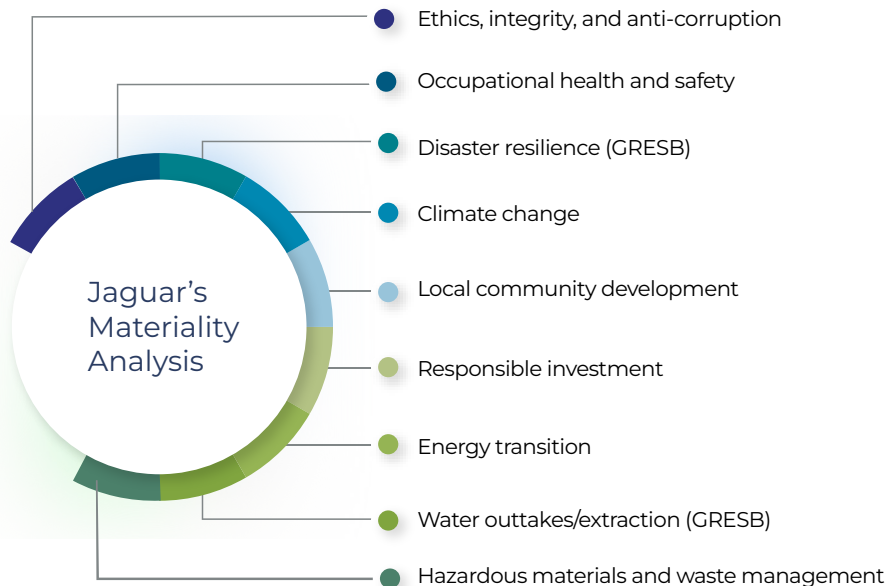 Ethics, integrity, and anti-corruption
Occupational health and safety
Disaster resilience (GRESB)
Climate change
Local community development
Responsible investment
Energy transition
Water outtakes/extraction (GRESB)
Hazardous materials and waste management
Jaguar’s
Materiality
Analysis